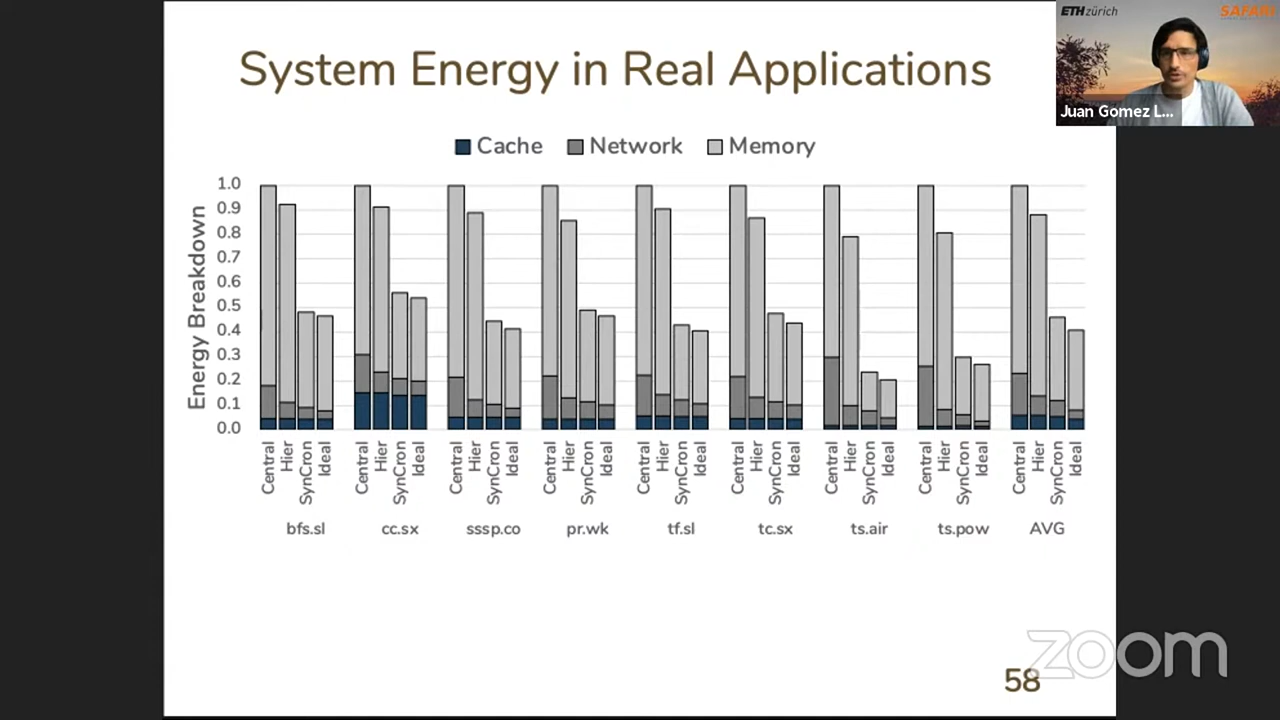 System Energy in Real Applications
ETH zürich
SAFARI
Juan Gomez L...
Cache Network Memory
Energy Breakdown
1.0
0.9
0.8
0.7
0.6
0.5
0.4
0.3
0.2
0.1
0.0
Central Hier SynCron Ideal Central Hier SynCron Ideal Central Hier SynCron Ideal Central Hier SynCron Ideal Central Hier SynCron Ideal Central Hier SynCron Ideal Central Hier SynCron Ideal Central Hier SynCron Ideal Central Hier SynCron Ideal
bfs.sl cc.sx sssp.co pr.wk tf.sl tc.sx ts.air ts.pow AVG
zoom
58